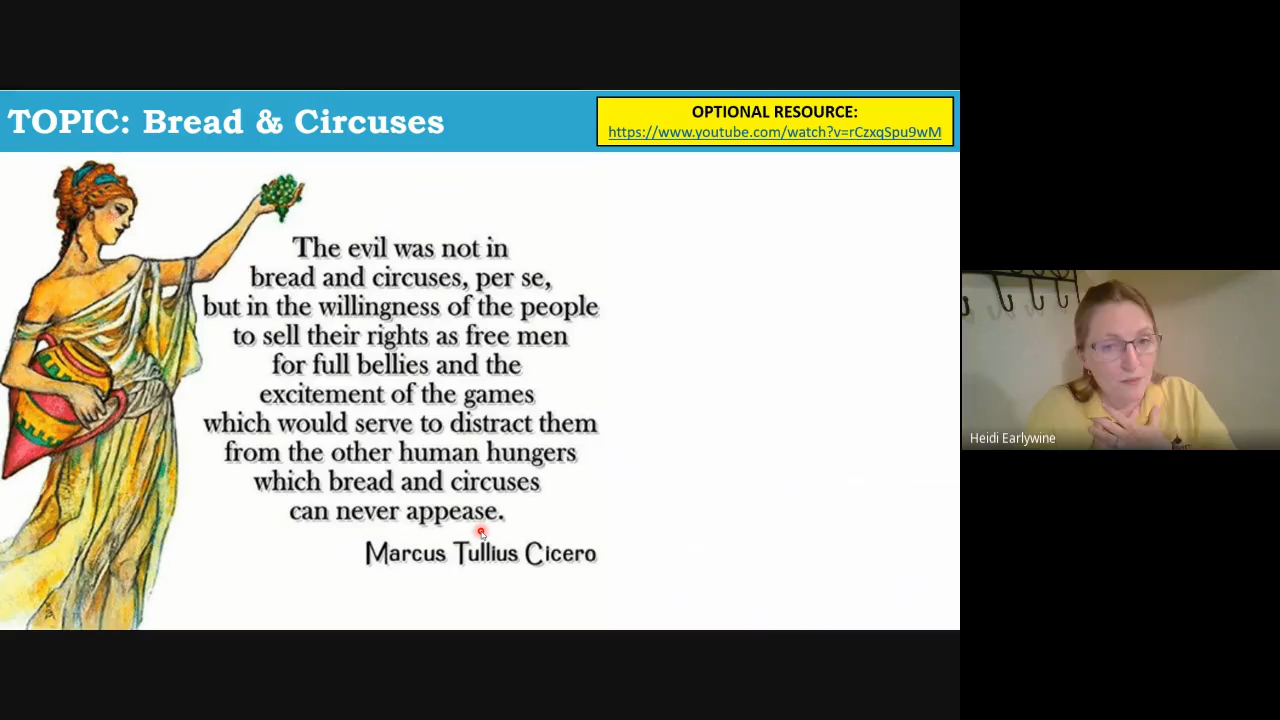 TOPIC: Bread & Circuses
OPTIONAL RESOURCE:
https://www.youtube.com/watch?v=rCzxqSpu9wM
The evil was not in
bread and circuses, per se,
but in the willingness of the people
to sell their rights as free men
for full bellies and the
excitement of the games
which would serve to distract them
from the other human hungers
which bread and circuses
can never appease.
Marcus Tullius Cicero
Heidi Earlywine